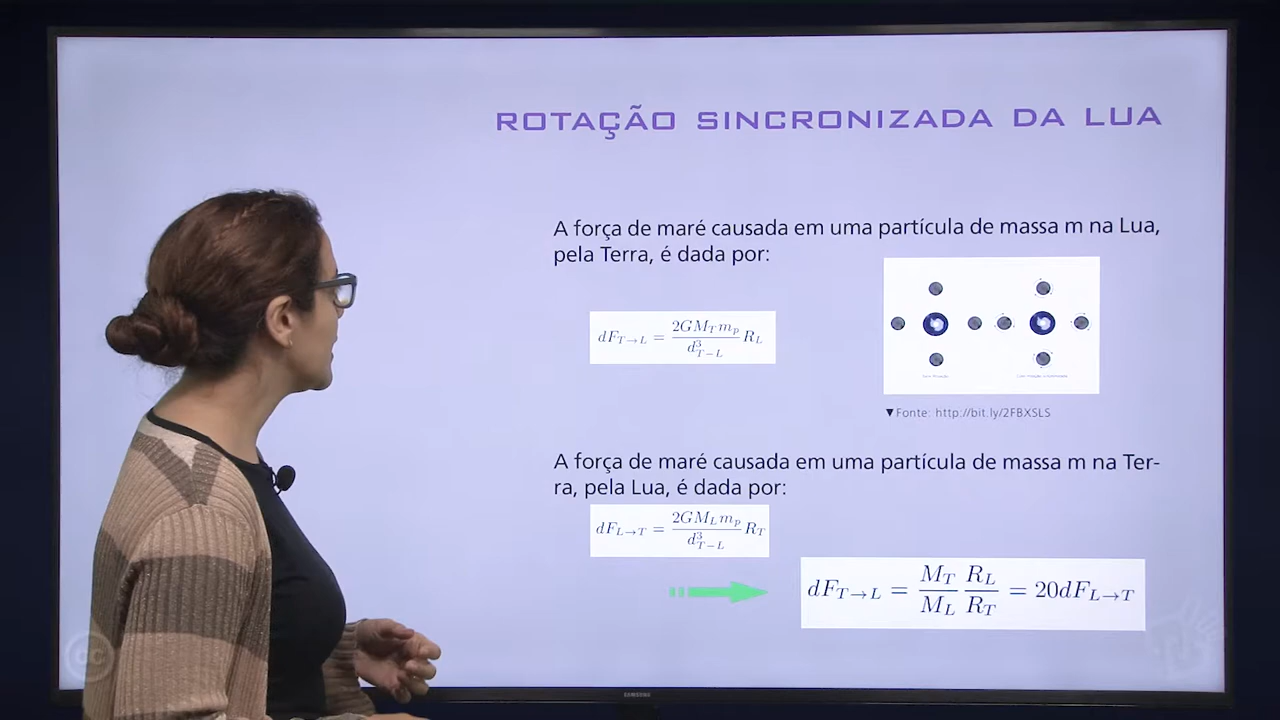 ROTAÇÃO SINCRONIZADA DA LUA
A força de maré causada em uma partícula de massa m na Lua,
pela Terra, é dada por:
dF_{T→L} = \frac{2GM_T m_p}{d^3_{T-L}} R_L
▼Fonte: http://bit.ly/2FBXSLS
A força de maré causada em uma partícula de massa m na Ter-
ra, pela Lua, é dada por:
dF_{L→T} = \frac{2GM_L m_p}{d^3_{T-L}} R_T
dF_{T→L} = \frac{M_T}{M_L} \frac{R_L}{R_T} = 20dF_{L→T}
cc
SAMSUNG